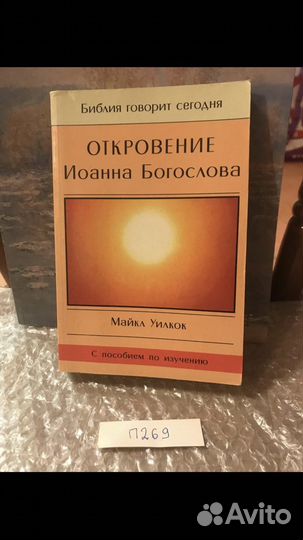 Библия говорит сегодня
ОТКРОВЕНИЕ
Иоанна Богослова
Майкл Уилкок
С пособием по изучению
П269
Avito